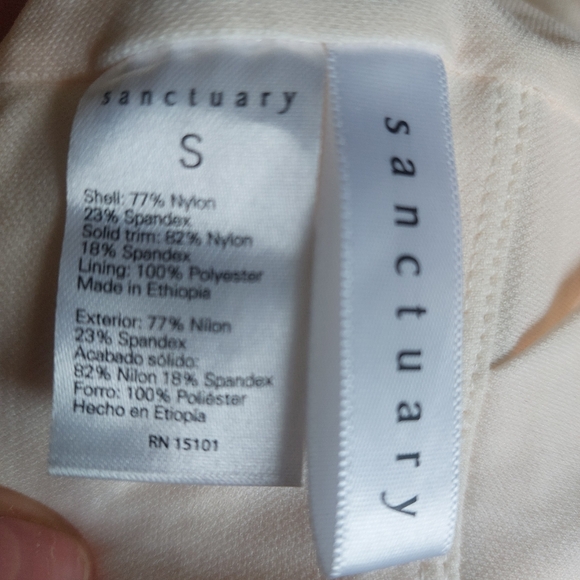 sanctuary
S
Shell: 77% Nylon
23% Spandex
Solid trim: 82% Nylon
18% Spandex
Lining: 100% Polyester
Made in Ethiopia
Exterior: 77% Nilon
23% Spandex
Acabado sólido:
82% Nilon 18% Spandex
Forro: 100% Poliéster
Hecho en Etiopía
RN 15101
sanctuary